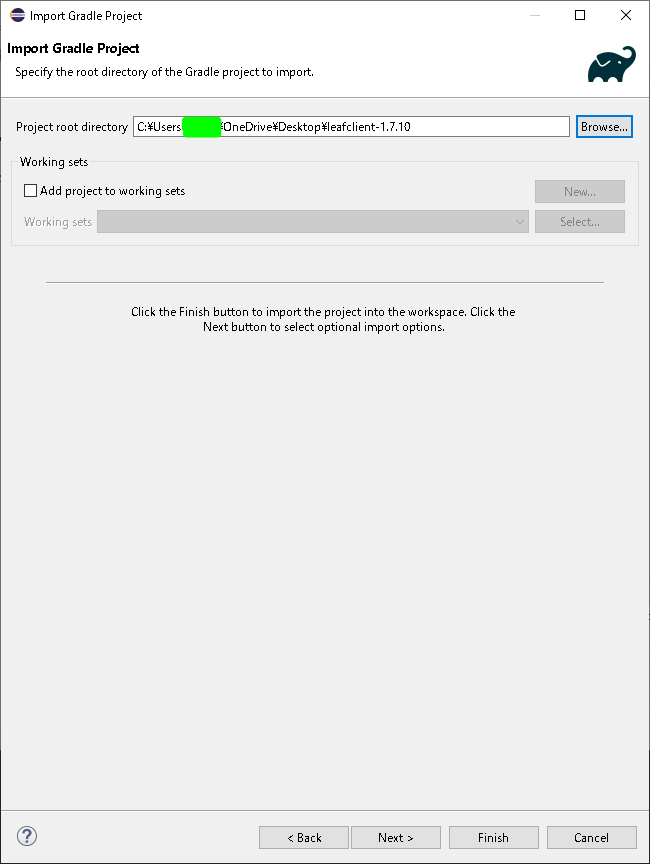 Import Gradle Project
Import Gradle Project
Specify the root directory of the Gradle project to import.
Project root directory C:¥Users ¥OneDrive¥Desktop¥leafclient-1.7.10 Browse...
Working sets
Add project to working sets New...
Working sets Select...
Click the Finish button to import the project into the workspace. Click the
Next button to select optional import options.
? < Back Next > Finish Cancel